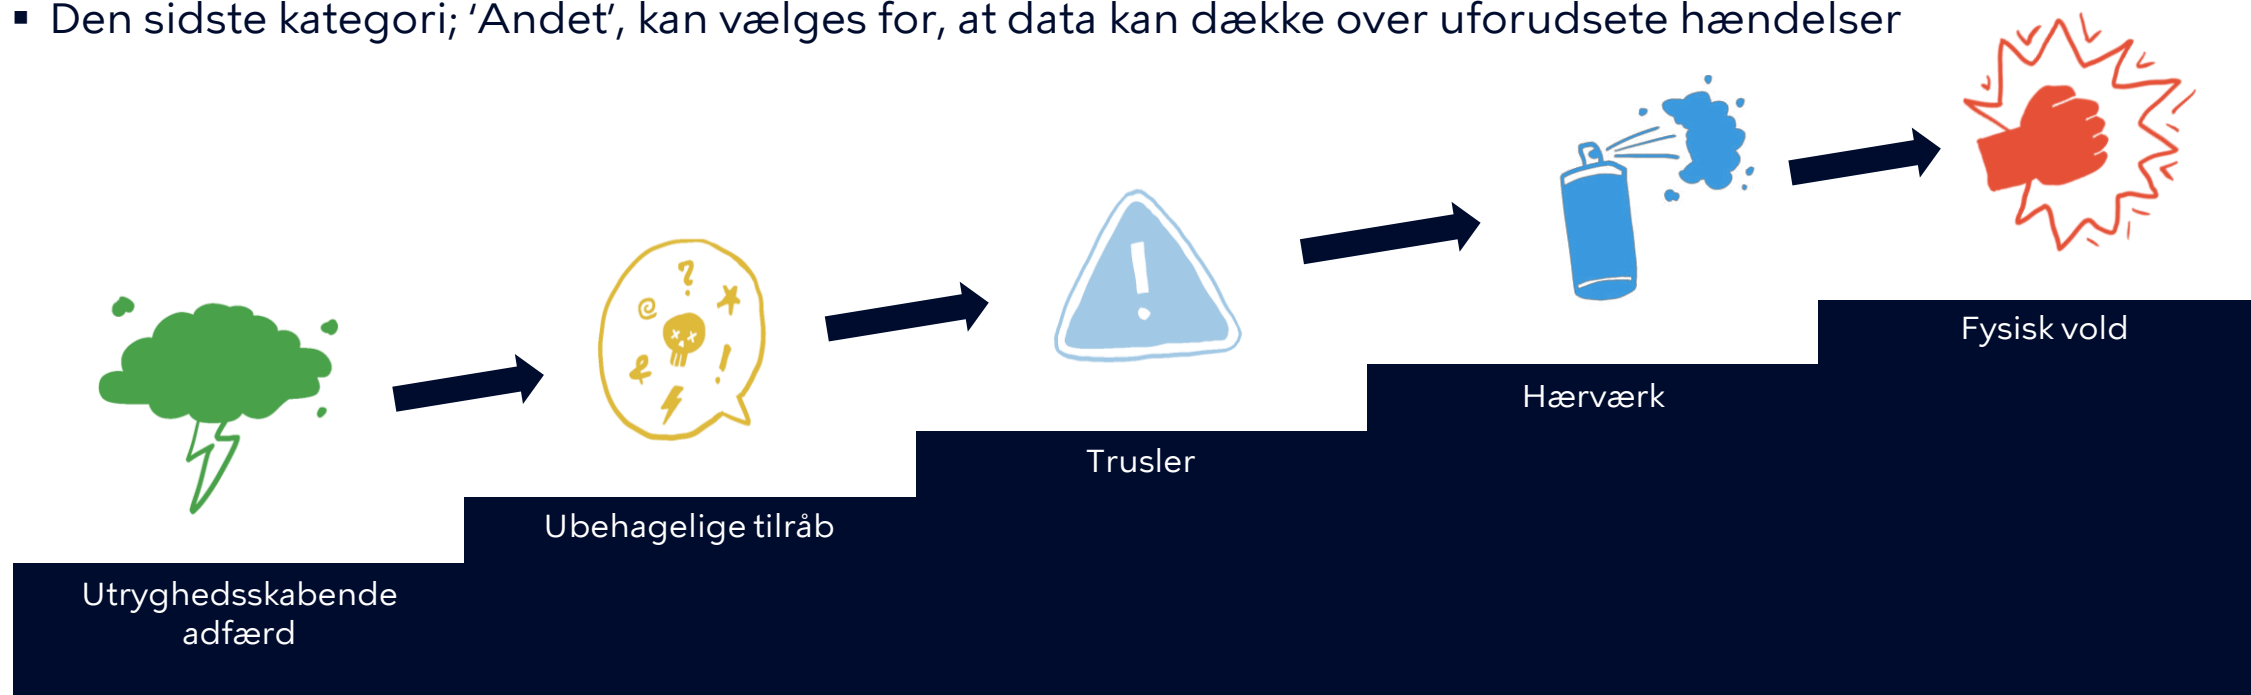 ▪ Den sidste kategori; ‘Andet’, kan vælges for, at data kan dække over uforudsete hændelser
Fysisk vold
Hærværk
Trusler
Ubehagelige tilråb
Utryghedsskabende
adfærd